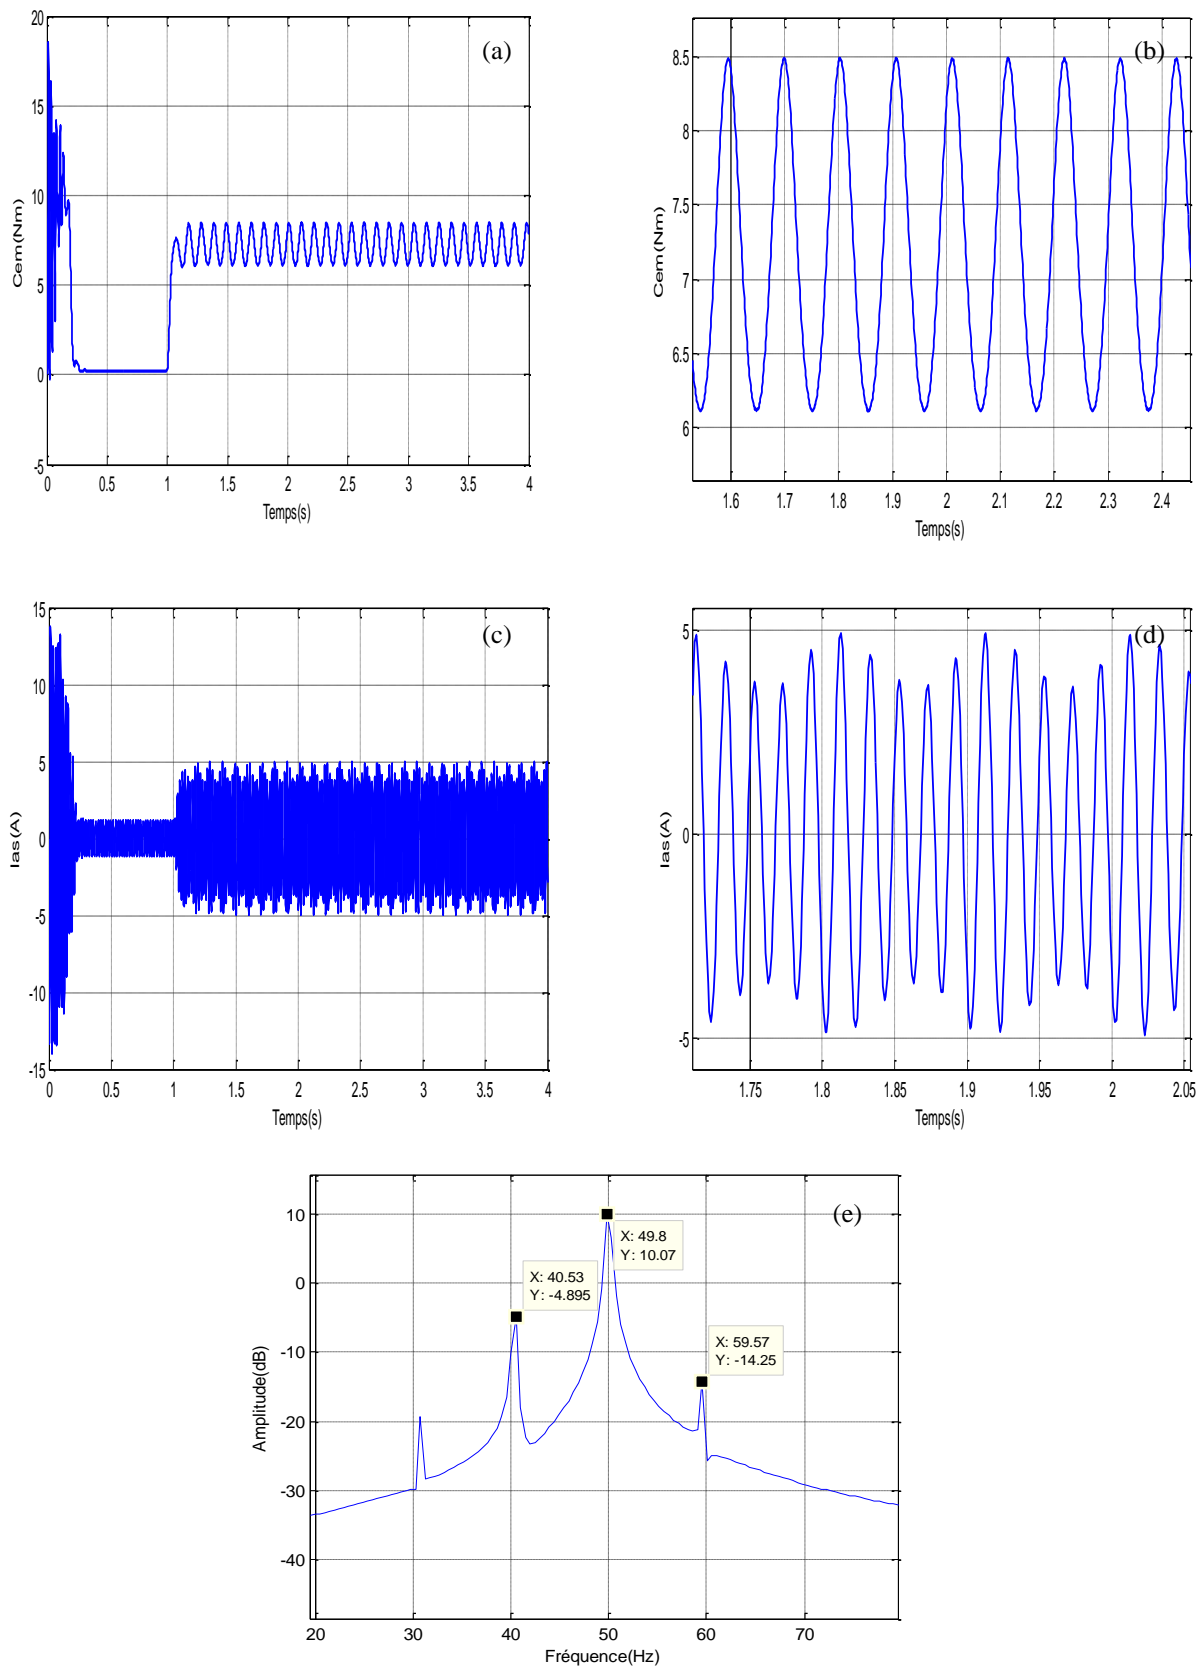 (a)
20
15
10
5
0
-5
Cem(Nm)
0 0.5 1 1.5 2 2.5 3 3.5 4
Temps(s)
(b)
8.5
8
7.5
7
6.5
6
Cem(Nm)
1.6 1.7 1.8 1.9 2 2.1 2.2 2.3 2.4
Temps(s)
(c)
15
10
5
0
-5
-10
-15
Ias(A)
0 0.5 1 1.5 2 2.5 3 3.5 4
Temps(s)
(d)
5
0
-5
Ias(A)
1.75 1.8 1.85 1.9 1.95 2 2.05
Temps(s)
(e)
10
0
-10
-20
-30
-40
Amplitude(dB)
X: 49.8
Y: 10.07
X: 40.53
Y: -4.895
X: 59.57
Y: -14.25
20 30 40 50 60 70
Fréquence(Hz)